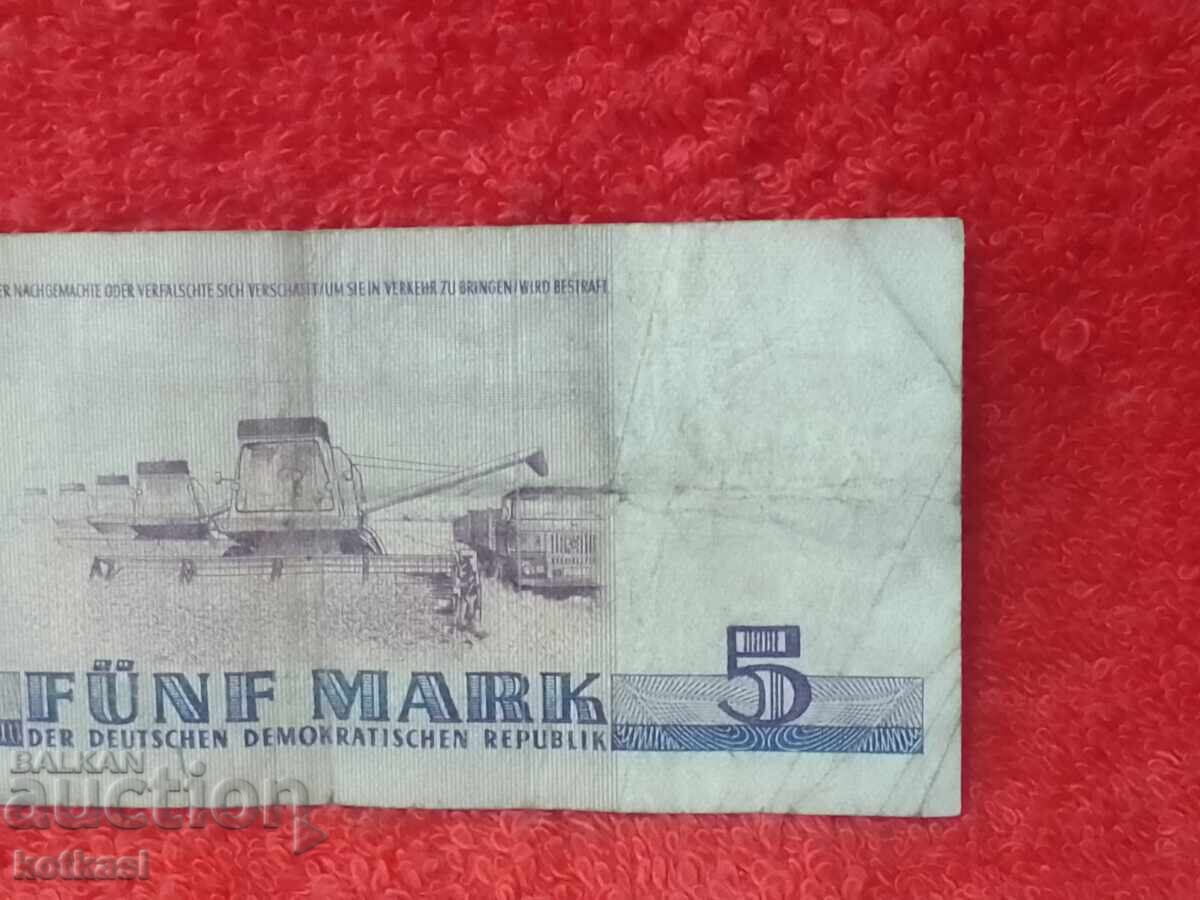 ER NACHGEMACHTE ODER VERFÄLSCHTE SICH VERSCHAFFT/UM SIE IN VERKEHR ZU BRINGEN/WIRD BESTRAFT
5
FÜNF MARK
DER DEUTSCHEN DEMOKRATISCHEN REPUBLIK
BALKAN
auction
kotkasl